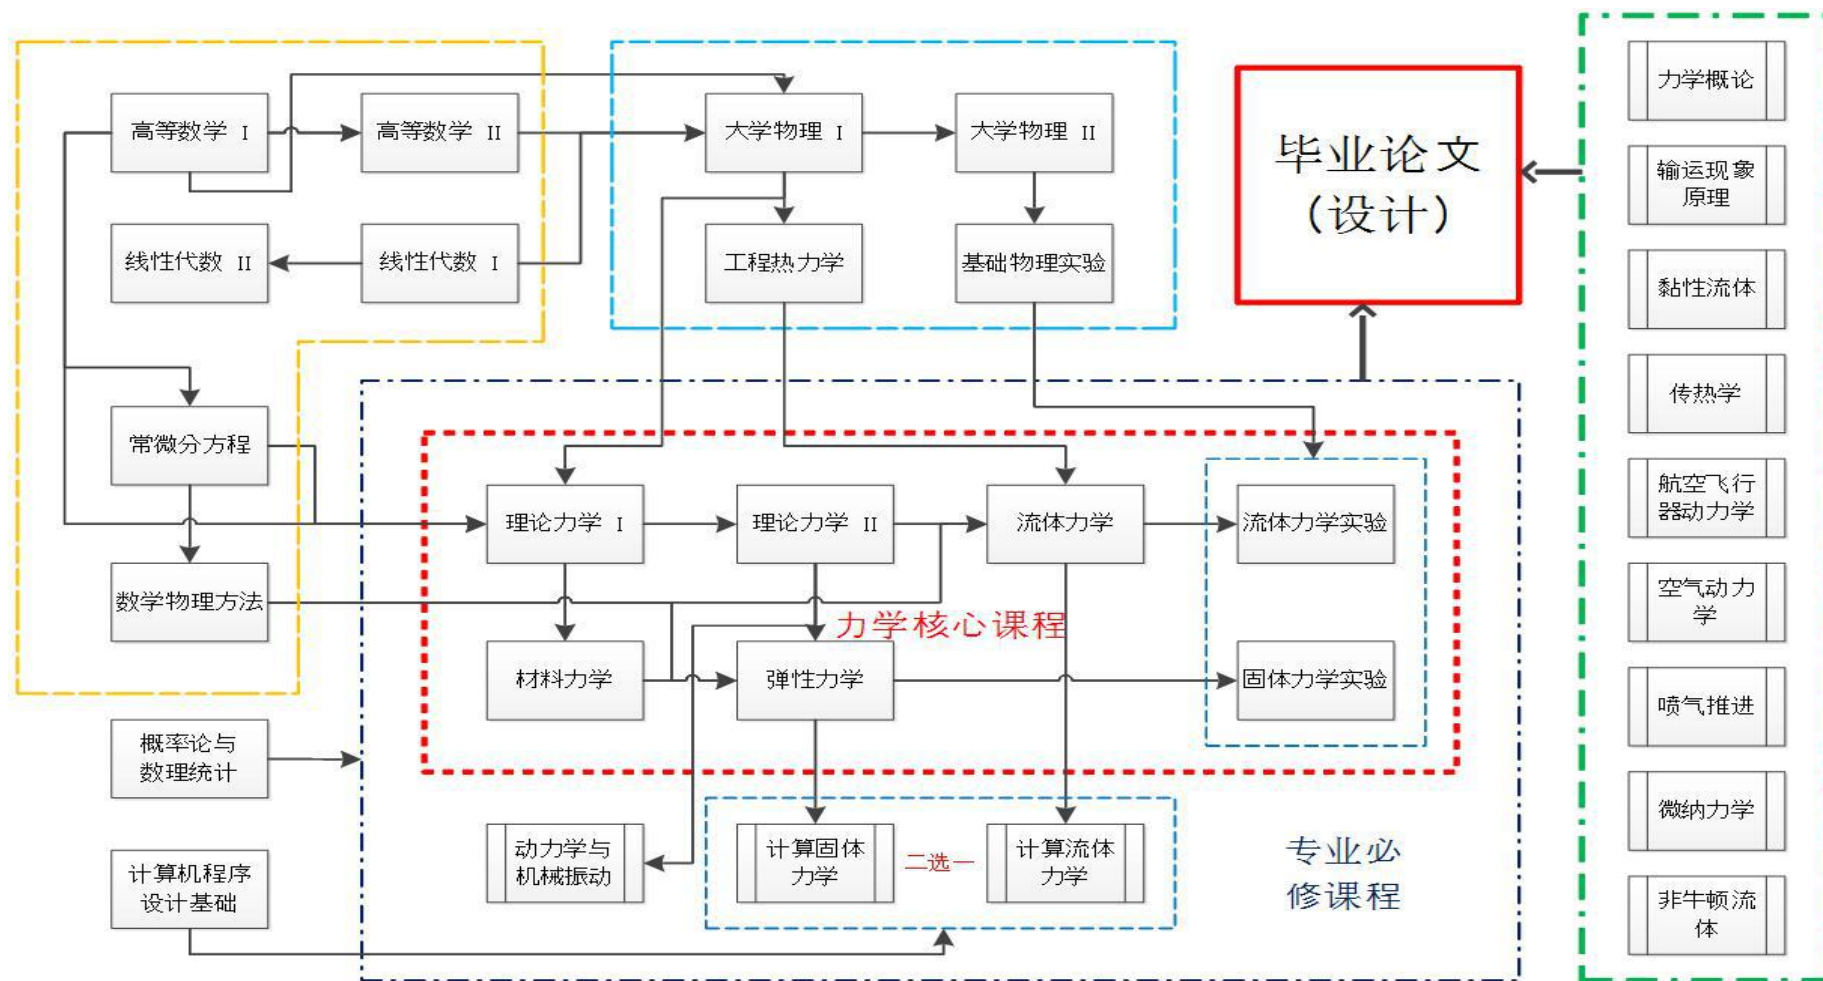 高等数学 I
高等数学 II
大学物理 I
大学物理 II
线性代数 II
线性代数 I
工程热力学
基础物理实验
毕业论文
（设计）
常微分方程
理论力学 I
理论力学 II
流体力学
流体力学实验
数学物理方法
力学核心课程
材料力学
弹性力学
固体力学实验
概率论与
数理统计
动力学与
机械振动
计算固体
力学
二选一
计算流体
力学
专业必
修课程
计算机程序
设计基础
力学概论
输运现象
原理
黏性流体
传热学
航空飞行
器动力学
空气动力
学
喷气推进
微纳力学
非牛顿流
体